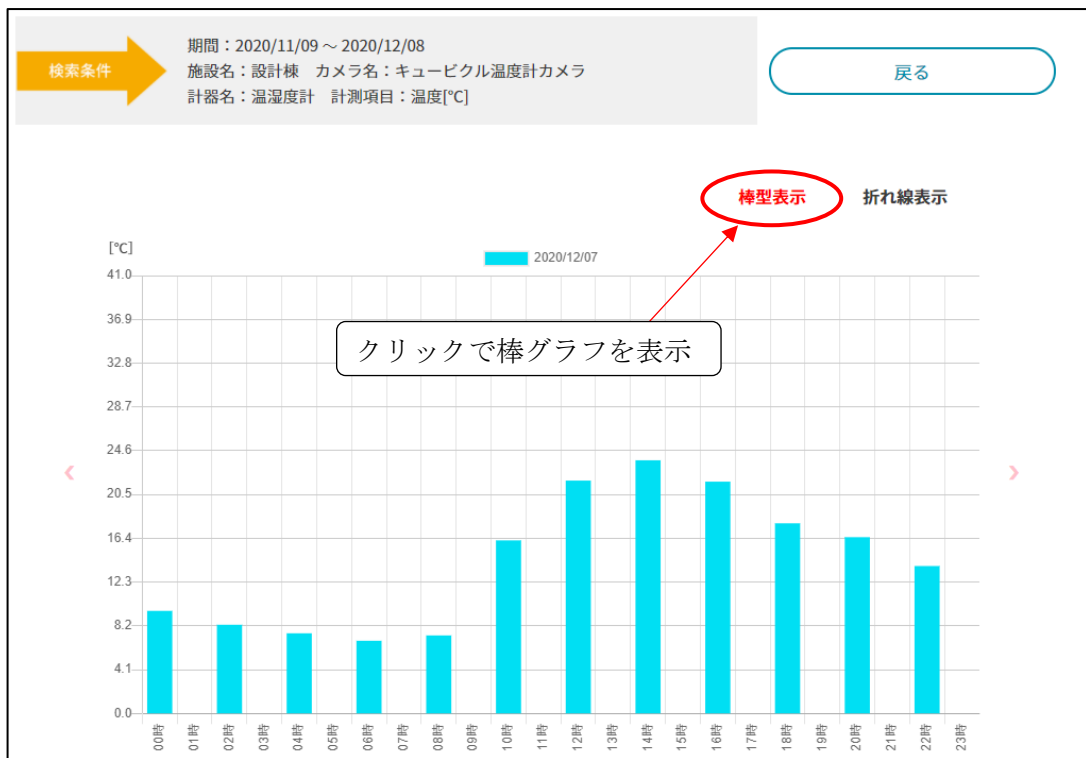 検索条件
期間：2020/11/09 ～ 2020/12/08
施設名：設計棟　カメラ名：キュービクル温度計カメラ
計器名：温湿度計　計測項目：温度[℃]
戻る
棒型表示
折れ線表示
[℃]
2020/12/07
クリックで棒グラフを表示
41.0
36.9
32.8
28.7
24.6
20.5
16.4
12.3
8.2
4.1
0.0
00時
01時
02時
03時
04時
05時
06時
07時
08時
09時
10時
11時
12時
13時
14時
15時
16時
17時
18時
19時
20時
21時
22時
23時